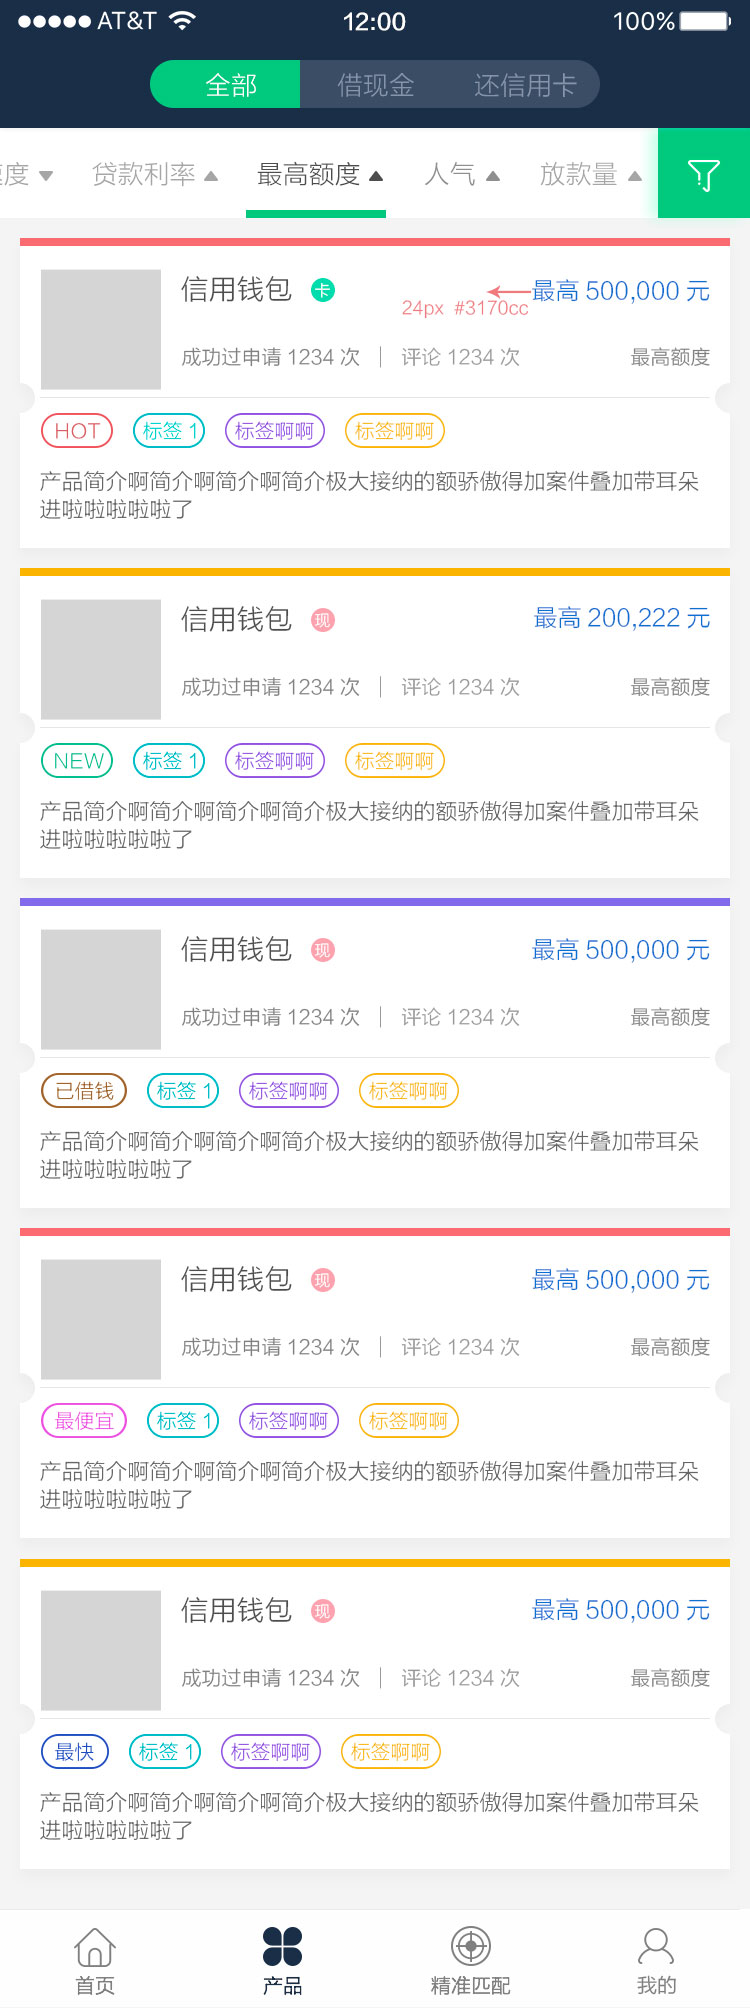 AT&T 12:00 100%
全部 借现金 还信用卡
度 贷款利率 最高额度 人气 放款量
信用钱包 卡 最高 500,000 元
24px #3170cc
成功过申请 1234 次 评论 1234 次 最高额度
HOT 标签 1 标签啊啊 标签啊啊
产品简介啊简介啊简介啊简介极大接纳的额骄傲得加案件叠加带耳朵
进啦啦啦啦啦了
信用钱包 现 最高 200,222 元
成功过申请 1234 次 评论 1234 次 最高额度
NEW 标签 1 标签啊啊 标签啊啊
产品简介啊简介啊简介啊简介极大接纳的额骄傲得加案件叠加带耳朵
进啦啦啦啦啦了
信用钱包 现 最高 500,000 元
成功过申请 1234 次 评论 1234 次 最高额度
已借钱 标签 1 标签啊啊 标签啊啊
产品简介啊简介啊简介啊简介极大接纳的额骄傲得加案件叠加带耳朵
进啦啦啦啦啦了
信用钱包 现 最高 500,000 元
成功过申请 1234 次 评论 1234 次 最高额度
最便宜 标签 1 标签啊啊 标签啊啊
产品简介啊简介啊简介啊简介极大接纳的额骄傲得加案件叠加带耳朵
进啦啦啦啦啦了
信用钱包 现 最高 500,000 元
成功过申请 1234 次 评论 1234 次 最高额度
最快 标签 1 标签啊啊 标签啊啊
产品简介啊简介啊简介啊简介极大接纳的额骄傲得加案件叠加带耳朵
进啦啦啦啦啦了
首页 产品 精准匹配 我的